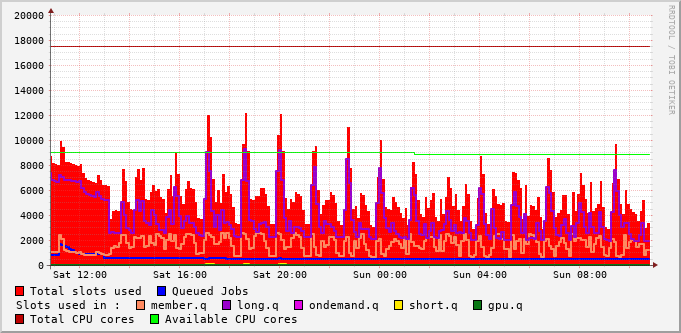 20000
18000
16000
14000
12000
10000
8000
6000
4000
2000
0
Sat 12:00 Sat 16:00 Sat 20:00 Sun 00:00 Sun 04:00 Sun 08:00
RRDTOOL / TOBI OETIKER
Total slots used Queued Jobs
Slots used in : member.q long.q ondemand.q short.q gpu.q
Total CPU cores Available CPU cores